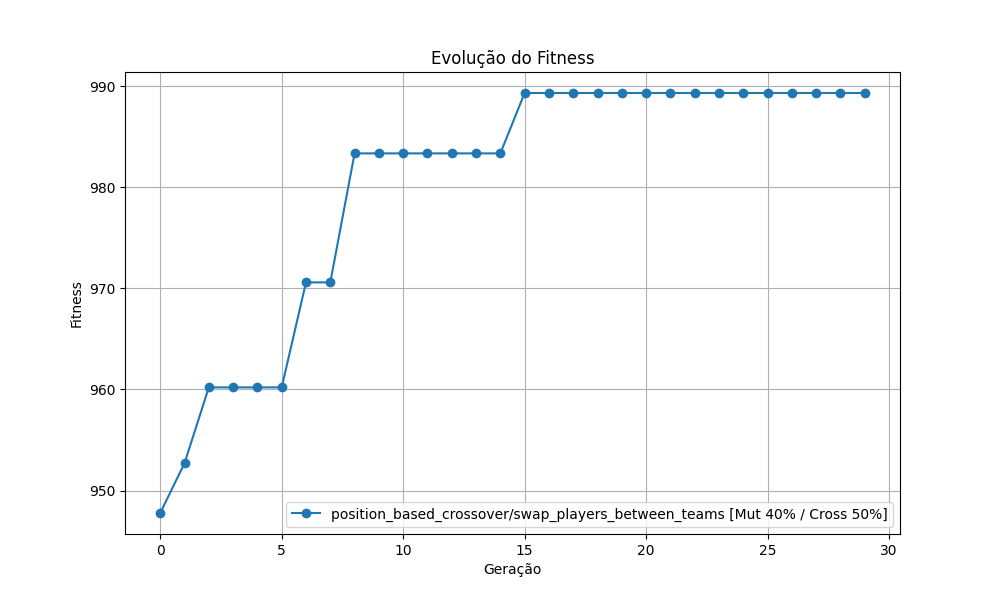 Evolução do Fitness
Fitness
990
980
970
960
950
position_based_crossover/swap_players_between_teams [Mut 40% / Cross 50%]
0 5 10 15 20 25 30
Geração